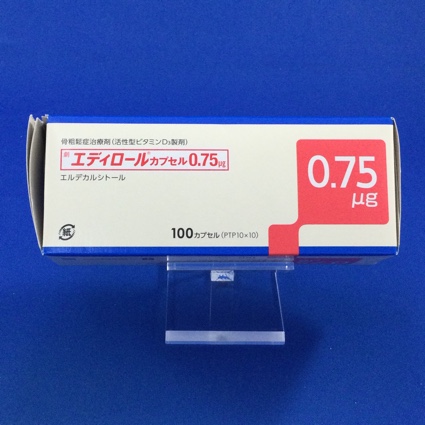 骨粗鬆症治療剤(活性型ビタミンD₃製剤)
劇 エディロール®カプセル0.75μg
エルデカルシトール
0.75
μg
紙
100カプセル(PTP10×10)